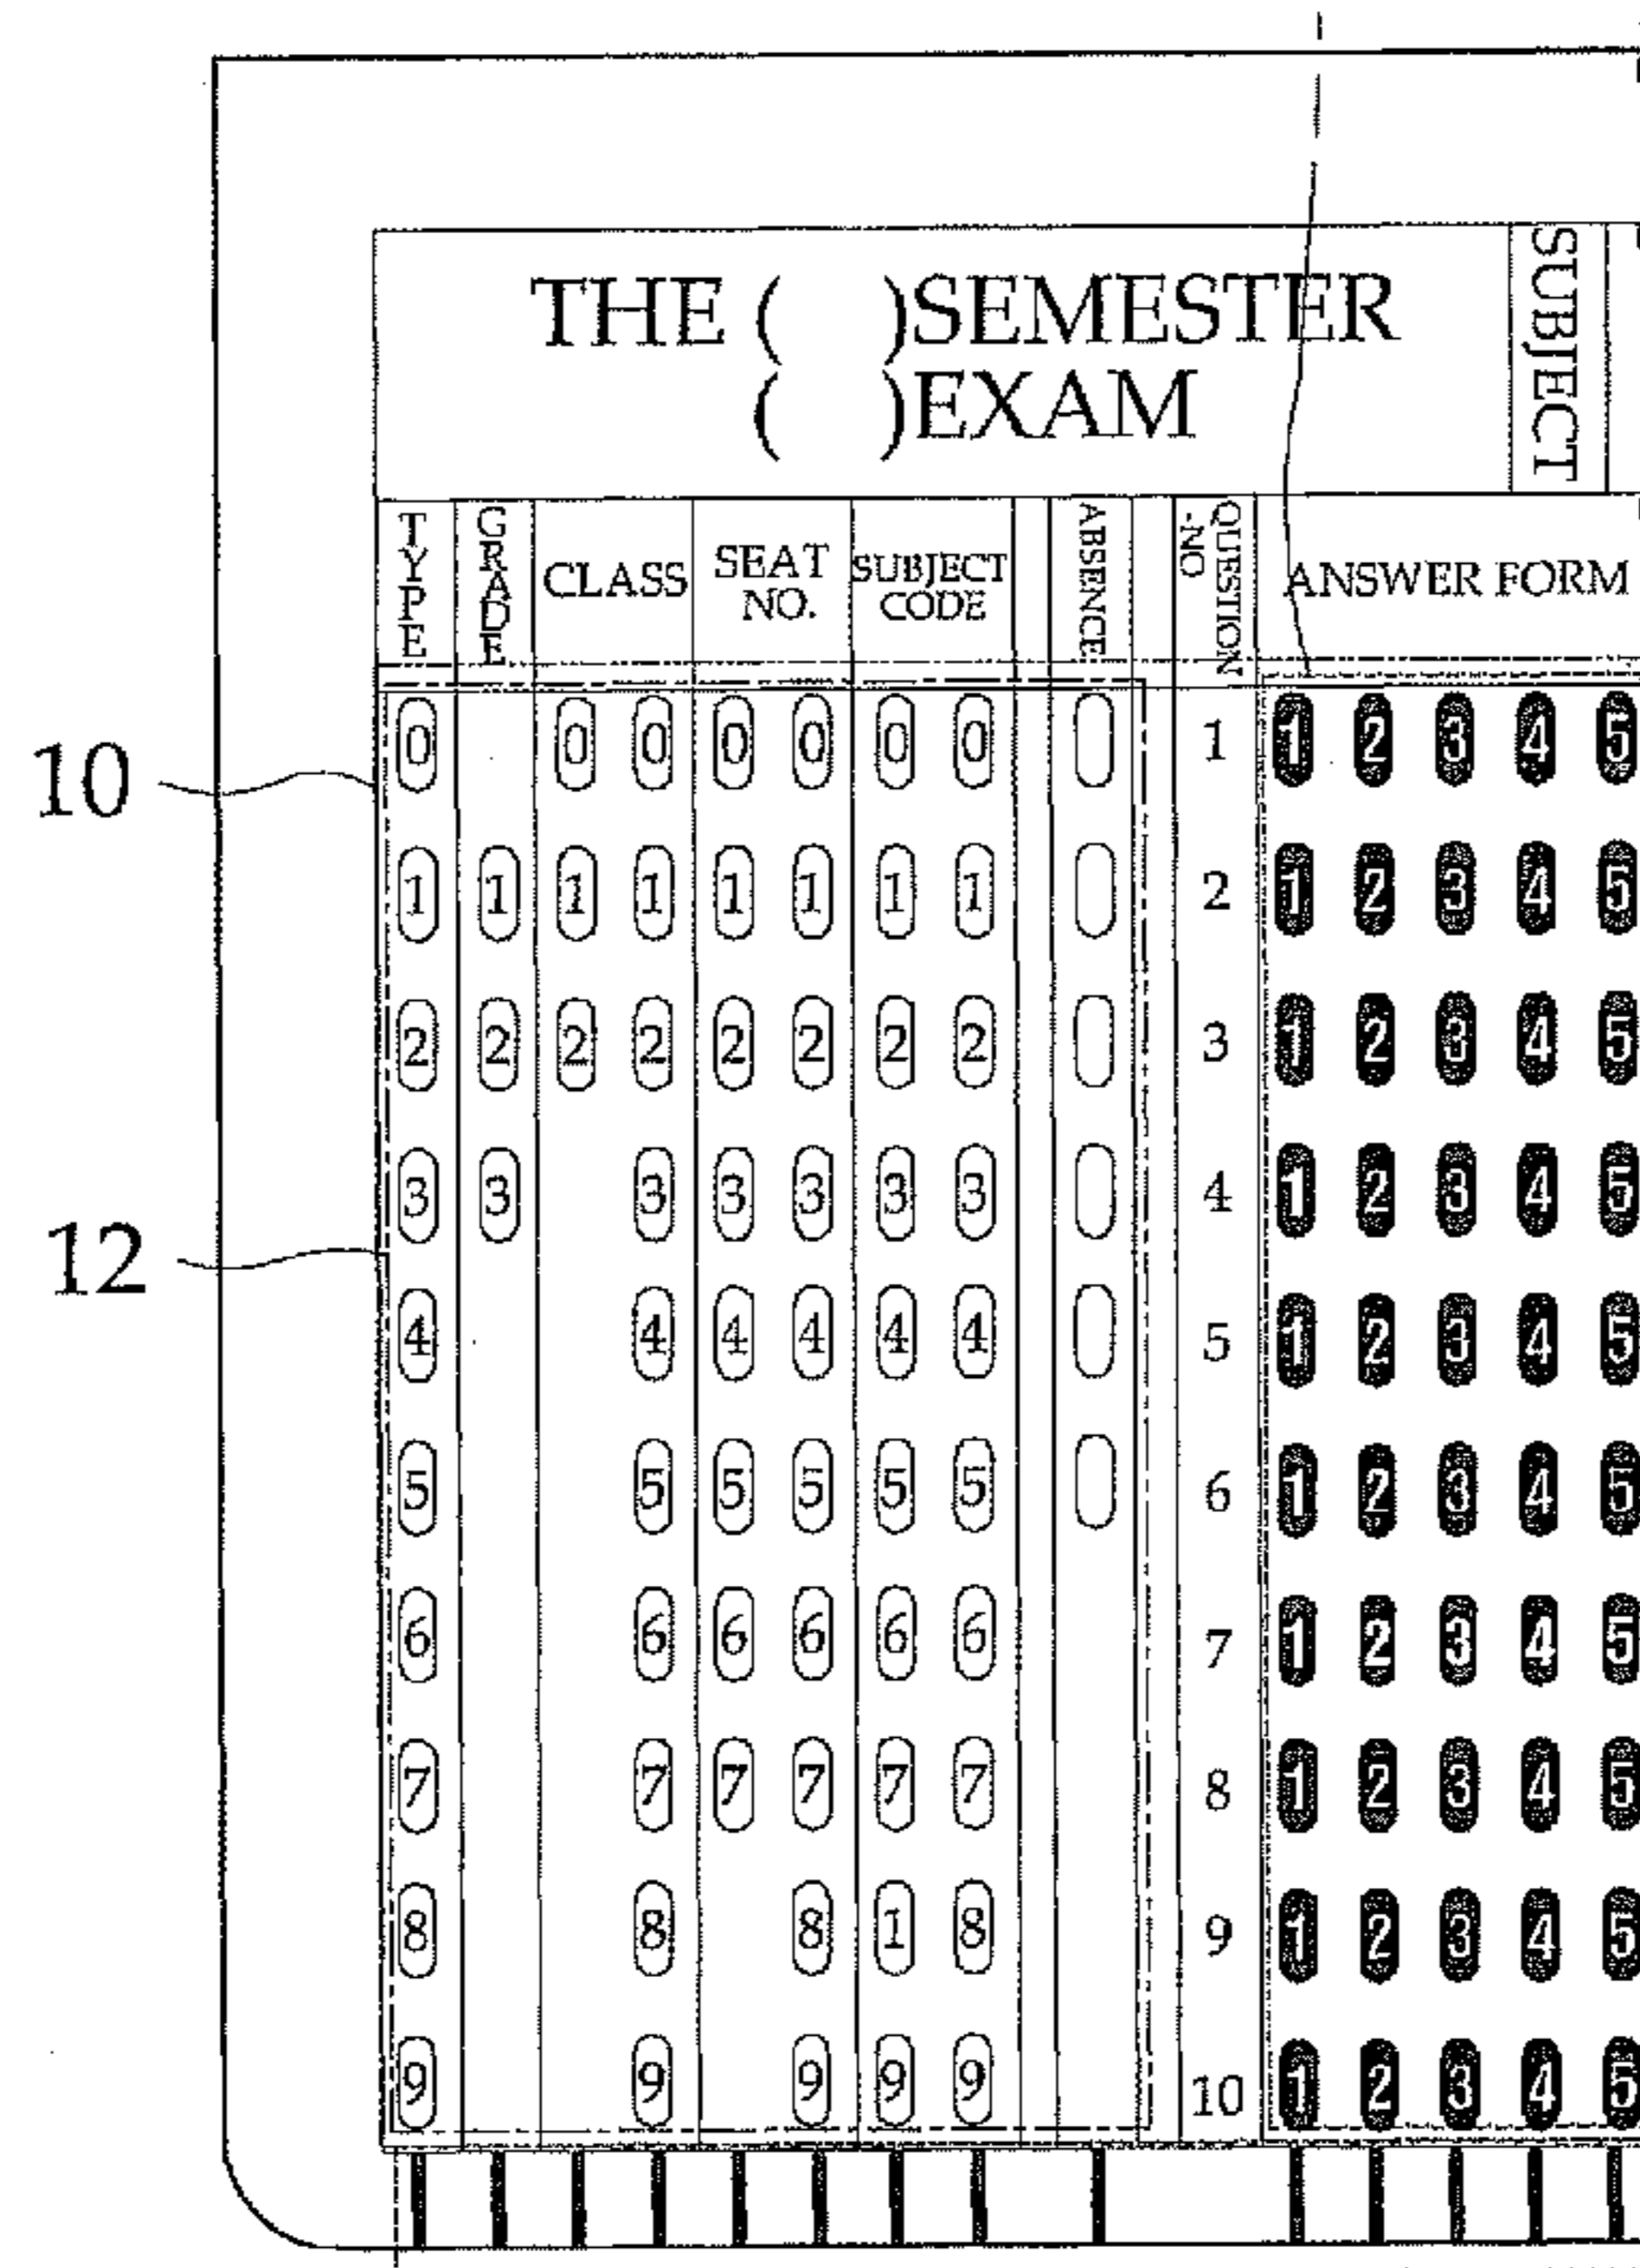 THE (    )SEMESTER
(    )EXAM
SUBJECT
TYPE GRADE CLASS SEAT NO. SUBJECT CODE ABSENCE QUESTION -NO ANSWER FORM
10
12
0 0 0 0 0 0 0 1 1 2 3 4 5
1 1 1 1 1 1 1 1 2 1 2 3 4 5
2 2 2 2 2 2 2 2 3 1 2 3 4 5
3 3 3 3 3 3 3 4 1 2 3 4 5
4 4 4 4 4 4 5 1 2 3 4 5
5 5 5 5 5 5 6 1 2 3 4 5
6 6 6 6 6 6 7 1 2 3 4 5
7 7 7 7 7 7 8 1 2 3 4 5
8 8 8 1 8 9 1 2 3 4 5
9 9 9 9 9 10 1 2 3 4 5